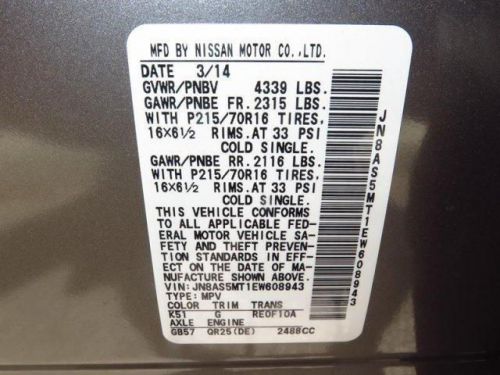 MFD BY NISSAN MOTOR CO.,LTD.
DATE 3/14
GVWR/PNBV 4339 LBS.
GAWR/PNBE FR. 2315 LBS.
WITH P215/70R16 TIRES,
16X6½ RIMS. AT 33 PSI
COLD SINGLE.
GAWR/PNBE RR. 2116 LBS.
WITH P215/70R16 TIRES,
16X6½ RIMS. AT 33 PSI
COLD SINGLE.
THIS VEHICLE CONFORMS
TO ALL APPLICABLE FED-
ERAL MOTOR VEHICLE SA-
FETY AND THEFT PREVEN-
TION STANDARDS IN EFFE-
CT ON THE DATE OF MA-
NUFACTURE SHOWN ABOVE.
VIN: JN8AS5MT1EW608943
TYPE: MPV
COLOR TRIM TRANS
K51 G RE0F10A
AXLE ENGINE
GB57 QR25(DE) 2488CC
JN8AS5MT1EW608943